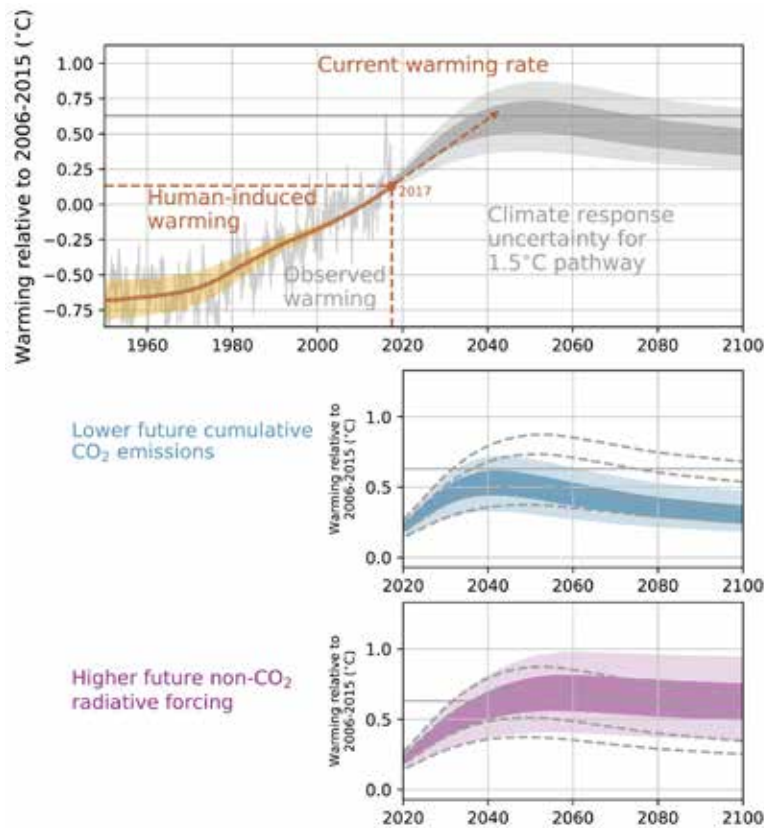 Warming relative to 2006-2015 (°C)
1.00
0.75
0.50
0.25
0.00
−0.25
−0.50
−0.75
Current warming rate
2017
Human-induced
warming
Observed
warming
Climate response
uncertainty for
1.5°C pathway
1960
1980
2000
2020
2040
2060
2080
2100
Lower future cumulative
CO₂ emissions
Warming relative to
2006-2015 (°C)
1.0
0.5
0.0
2020
2040
2060
2080
2100
Higher future non-CO₂
radiative forcing
Warming relative to
2006-2015 (°C)
1.0
0.5
0.0
2020
2040
2060
2080
2100